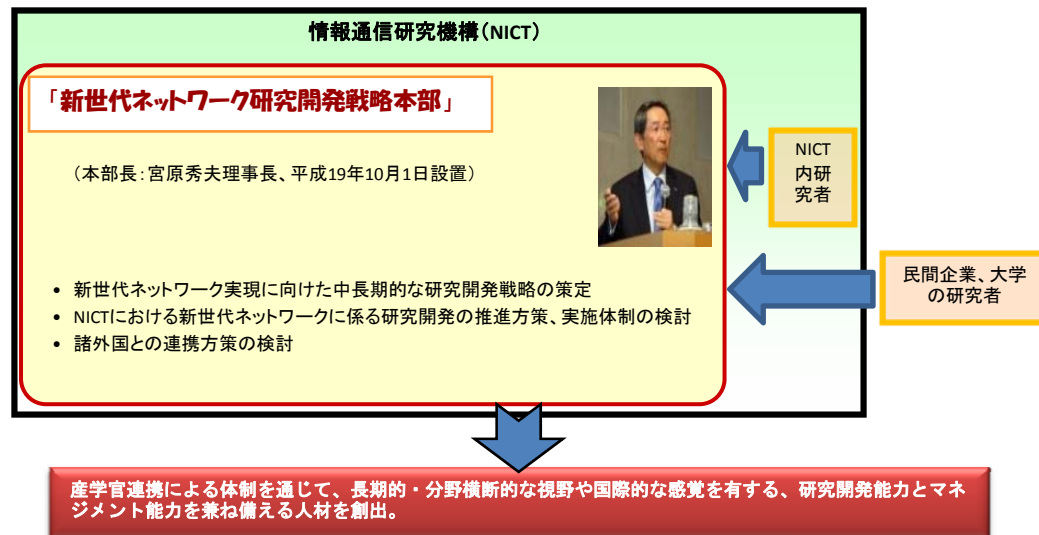 情報通信研究機構(NICT)
「新世代ネットワーク研究開発戦略本部」
(本部長:宮原秀夫理事長、平成19年10月1日設置)
NICT
内研
究者
民間企業、大学
の研究者
• 新世代ネットワーク実現に向けた中長期的な研究開発戦略の策定
• NICTにおける新世代ネットワークに係る研究開発の推進方策、実施体制の検討
• 諸外国との連携方策の検討
産学官連携による体制を通じて、長期的・分野横断的な視野や国際的な感覚を有する、研究開発能力とマネ
ジメント能力を兼ね備える人材を創出。